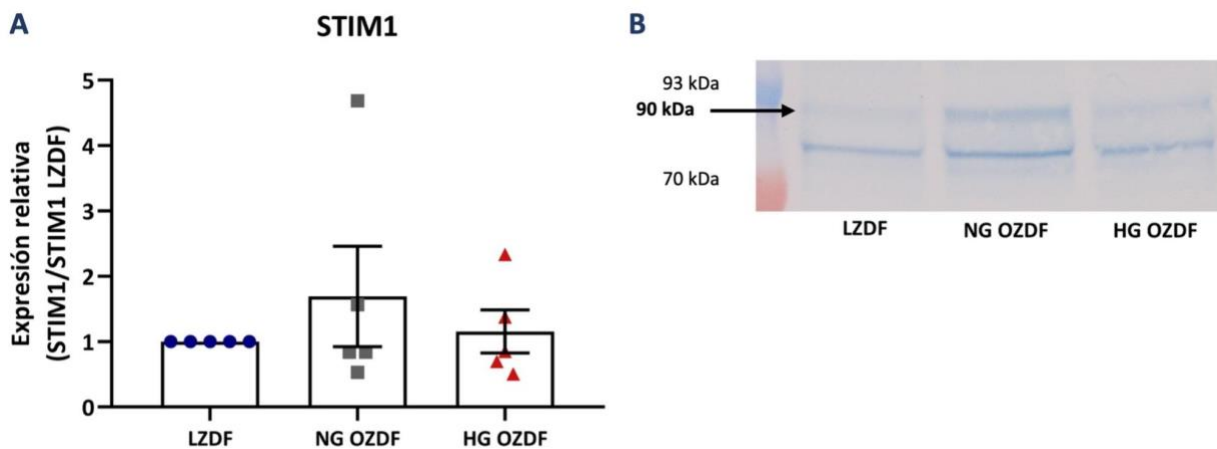 A
STIM1
Expresión relativa
(STIM1/STIM1 LZDF)
5
4
3
2
1
0
LZDF
NG OZDF
HG OZDF
B
93 kDa
90 kDa
70 kDa
LZDF
NG OZDF
HG OZDF